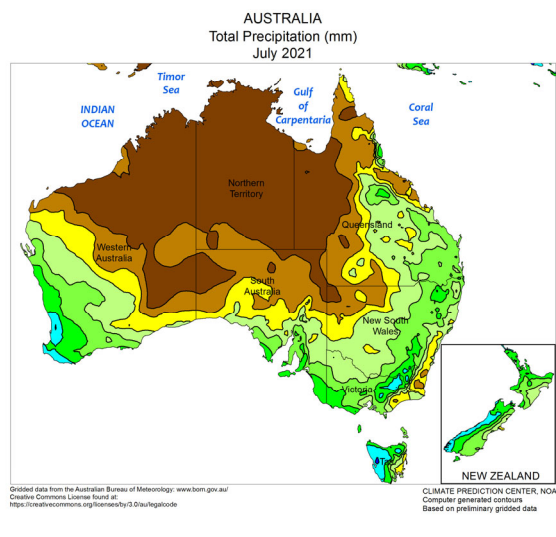 AUSTRALIA
Total Precipitation (mm)
July 2021
Timor
Sea
INDIAN
OCEAN
Gulf
of
Carpentaria
Coral
Sea
Northern
Territory
Queensland
Western
Australia
South
Australia
New South
Wales
Victoria
Tas
NEW ZEALAND
Gridded data from the Australian Bureau of Meteorology: www.bom.gov.au/
Creative Commons License found at:
https://creativecommons.org/licenses/by/3.0/au/legalcode
CLIMATE PREDICTION CENTER, NOA
Computer generated contours
Based on preliminary gridded data